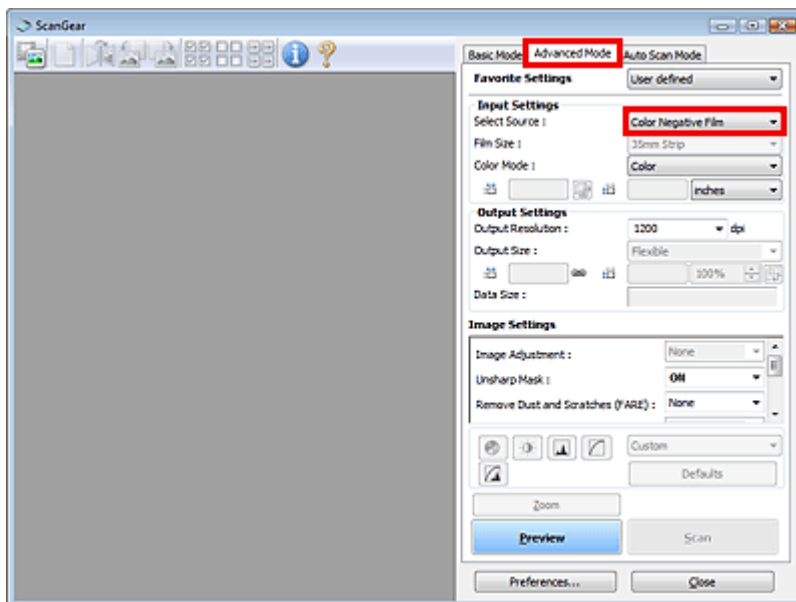 ScanGear
Basic Mode Advanced Mode Auto Scan Mode
Favorite Settings User defined
Input Settings
Select Source : Color Negative Film
Film Size : 35mm Strip
Color Mode : Color
inches
Output Settings
Output Resolution : 1200 dpi
Output Size : Flexible
100%
Data Size :
Image Settings
Image Adjustment : None
Unsharp Mask : ON
Remove Dust and Scratches (FARE) : None
Custom
Defaults
Zoom
Preview Scan
Preferences... Close